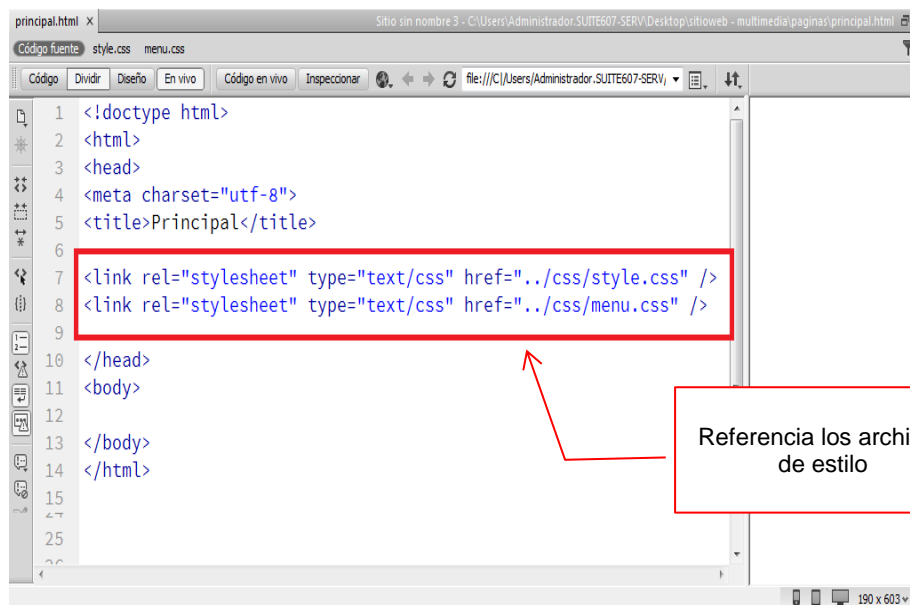 principal.html × Sitio sin nombre 3 - C:\Users\Administrador.SUITE607-SERV\Desktop\sitioweb - multimedia\paginas\principal.html
Código fuente style.css menu.css
Código Dividir Diseño En vivo Código en vivo Inspeccionar file:///C|/Users/Administrador.SUITE607-SERV/
1 <!doctype html>
2 <html>
3 <head>
4 <meta charset="utf-8">
5 <title>Principal</title>
6
7 <link rel="stylesheet" type="text/css" href="../css/style.css" />
8 <link rel="stylesheet" type="text/css" href="../css/menu.css" />
9
10 </head>
11 <body>
12
13 </body>
14 </html>
15
25
Referencia los archi
de estilo
190 x 603